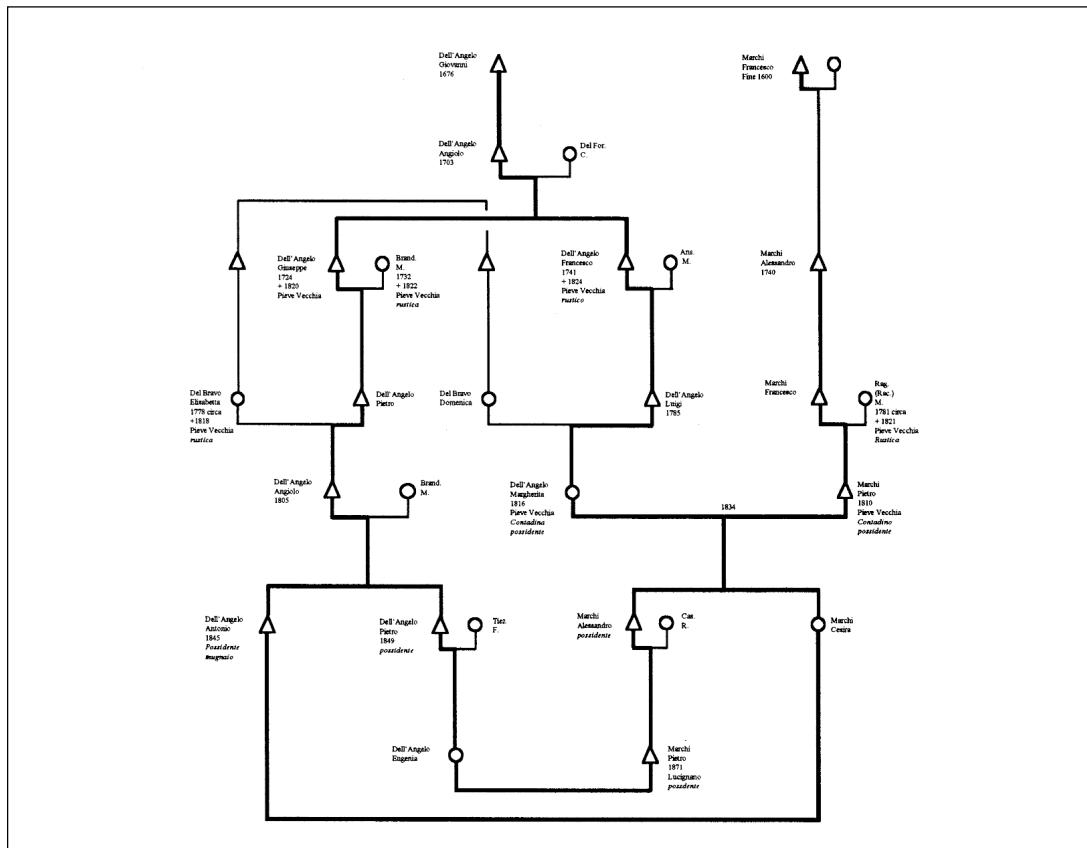 Dell'Angelo
Giovanni
1676
Marchi
Francesco
Fine 1600
Dell'Angelo
Angiolo
1703
Del For.
C.
Dell'Angelo
Giuseppe
1724
+ 1820
Pieve Vecchia
Brand.
M.
1732
+ 1822
Pieve Vecchia
rustica
Dell'Angelo
Francesco
1741
+ 1824
Pieve Vecchia
rustico
Ans.
M.
Marchi
Alessandro
1740
Del Bravo
Elisabetta
1778 circa
+1818
Pieve Vecchia
rustica
Dell'Angelo
Pietro
Del Bravo
Domenica
Dell'Angelo
Luigi
1785
Marchi
Francesco
Rag.
(Rac.)
M.
1781 circa
+ 1821
Pieve Vecchia
Rustica
Dell'Angelo
Angiolo
1805
Brand.
M.
Dell'Angelo
Margherita
1816
Pieve Vecchia
Contadina
possidente
1834
Marchi
Pietro
1810
Pieve Vecchia
Contadino
possidente
Dell'Angelo
Antonio
1845
Possidente
mugnaio
Dell'Angelo
Pietro
1849
possidente
Tiez.
F.
Marchi
Alessandro
possidente
Cas.
R.
Marchi
Cesira
Dell'Angelo
Eugenia
Marchi
Pietro
1871
Lucignano
possdente